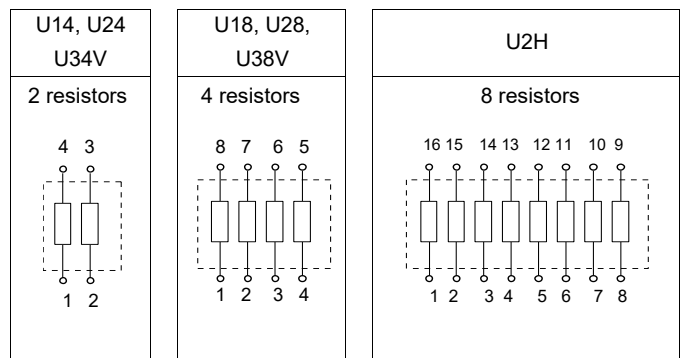 U14, U24
U34V
2 resistors
4 3
1 2
U18, U28,
U38V
4 resistors
8 7 6 5
1 2 3 4
U2H
8 resistors
16 15 14 13 12 11 10 9
1 2 3 4 5 6 7 8